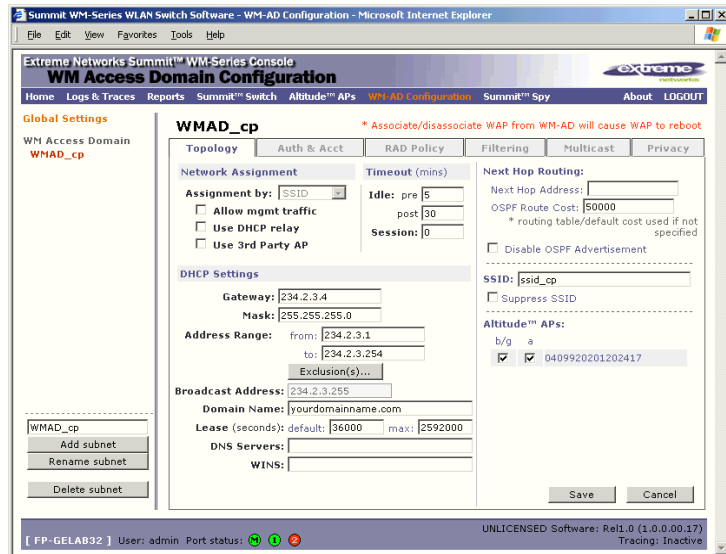 Summit WM-Series WLAN Switch Software - WM-AD Configuration - Microsoft Internet Explorer
File Edit View Favorites Tools Help
Extreme Networks Summit™ WM-Series Console
WM Access Domain Configuration
extreme networks
Home Logs & Traces Reports Summit™ Switch Altitude™ APs WM-AD Configuration Summit™ Spy About LOGOUT
Global Settings
WM Access Domain
WMAD_cp
WMAD_cp
Add subnet
Rename subnet
Delete subnet
WMAD_cp * Associate/disassociate WAP from WM-AD will cause WAP to reboot
Topology Auth & Acct RAD Policy Filtering Multicast Privacy
Network Assignment
Assignment by: SSID
Allow mgmt traffic
Use DHCP relay
Use 3rd Party AP
Timeout (mins)
Idle: pre 5
post 30
Session: 0
DHCP Settings
Gateway: 234.2.3.4
Mask: 255.255.255.0
Address Range: from: 234.2.3.1
to: 234.2.3.254
Exclusion(s)...
Broadcast Address: 234.2.3.255
Domain Name: yourdomainname.com
Lease (seconds): default: 36000 max: 2592000
DNS Servers:
WINS:
Next Hop Routing:
Next Hop Address:
OSPF Route Cost: 50000
* routing table/default cost used if not
specified
Disable OSPF Advertisement
SSID: ssid_cp
Suppress SSID
Altitude™ APs:
b/g a
0409920201202417
Save Cancel
[ FP-GELAB32 ] User: admin Port status: M 1 2
UNLICENSED Software: Rel1.0 (1.0.0.00.17)
Tracing: Inactive